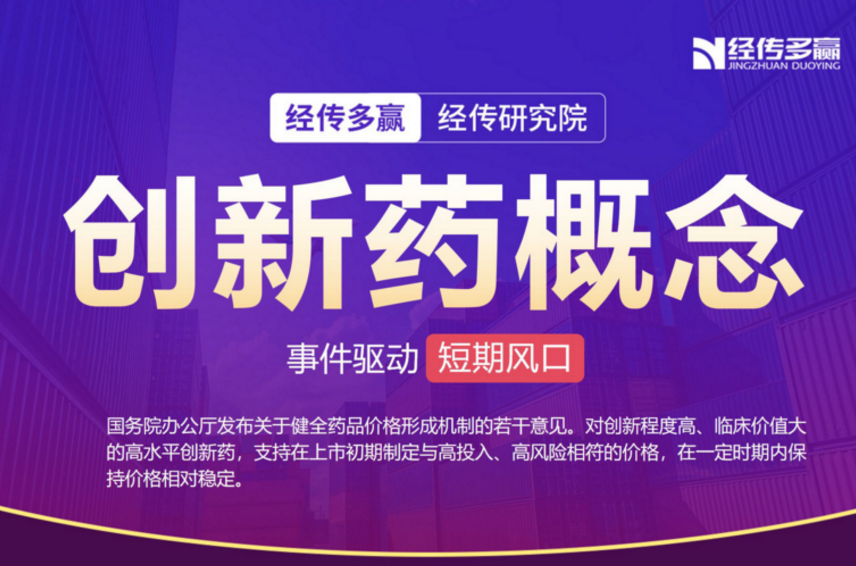 经传多赢
JINGZHUAN DUOYING
经传多赢 经传研究院
创新药概念
事件驱动 短期风口
国务院办公厅发布关于健全药品价格形成机制的若干意见。对创新程度高、临床价值大
的高水平创新药，支持在上市初期制定与高投入、高风险相符的价格，在一定时期内保
持价格相对稳定。